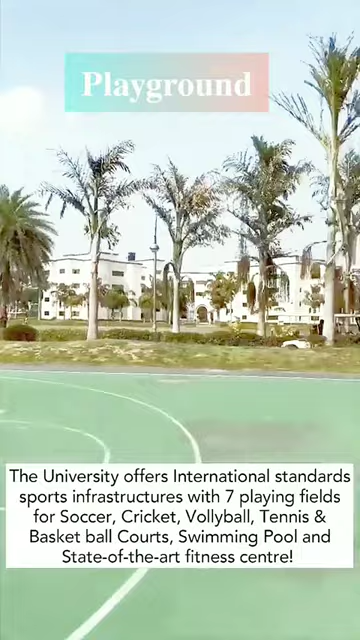 Playground
The University offers International standards
sports infrastructures with 7 playing fields
for Soccer, Cricket, Vollyball, Tennis &
Basket ball Courts, Swimming Pool and
State-of-the-art fitness centre!